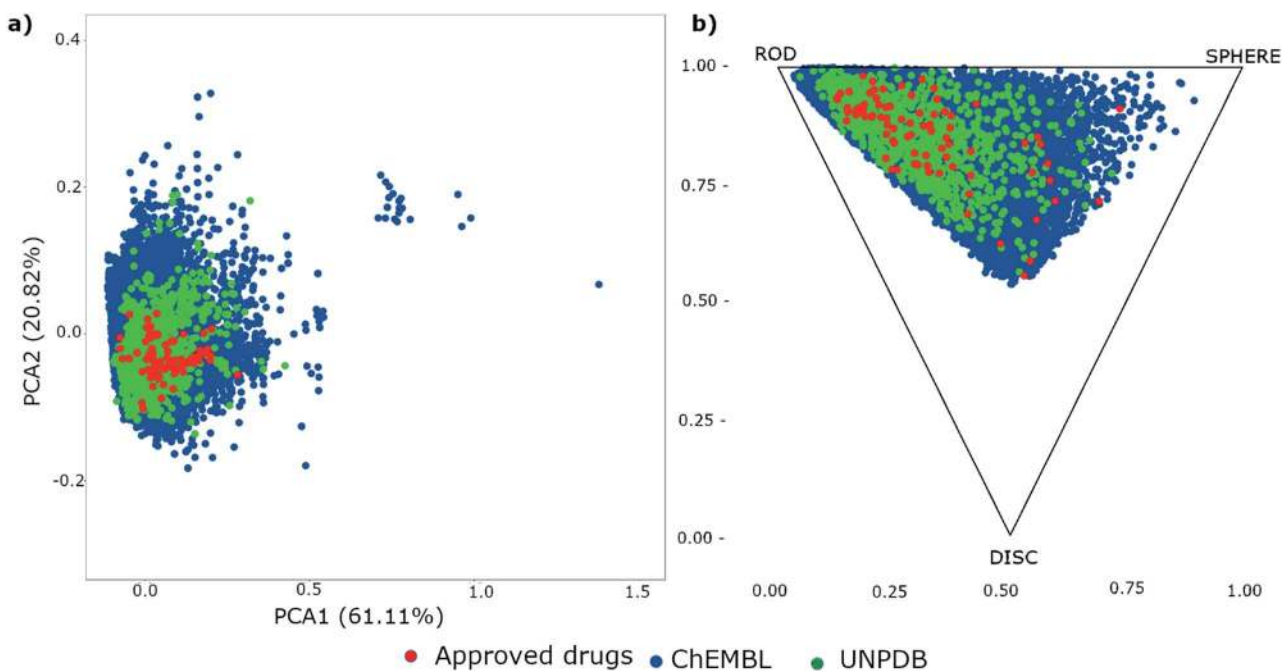 a)
0.4
0.2
0.0
-0.2
PCA2 (20.82%)
0.0
0.5
1.0
1.5
PCA1 (61.11%)
b)
ROD
SPHERE
1.00 -
0.75 -
0.50 -
0.25 -
0.00 -
DISC
0.00
0.25
0.50
0.75
1.00
Approved drugs
ChEMBL
UNPDB